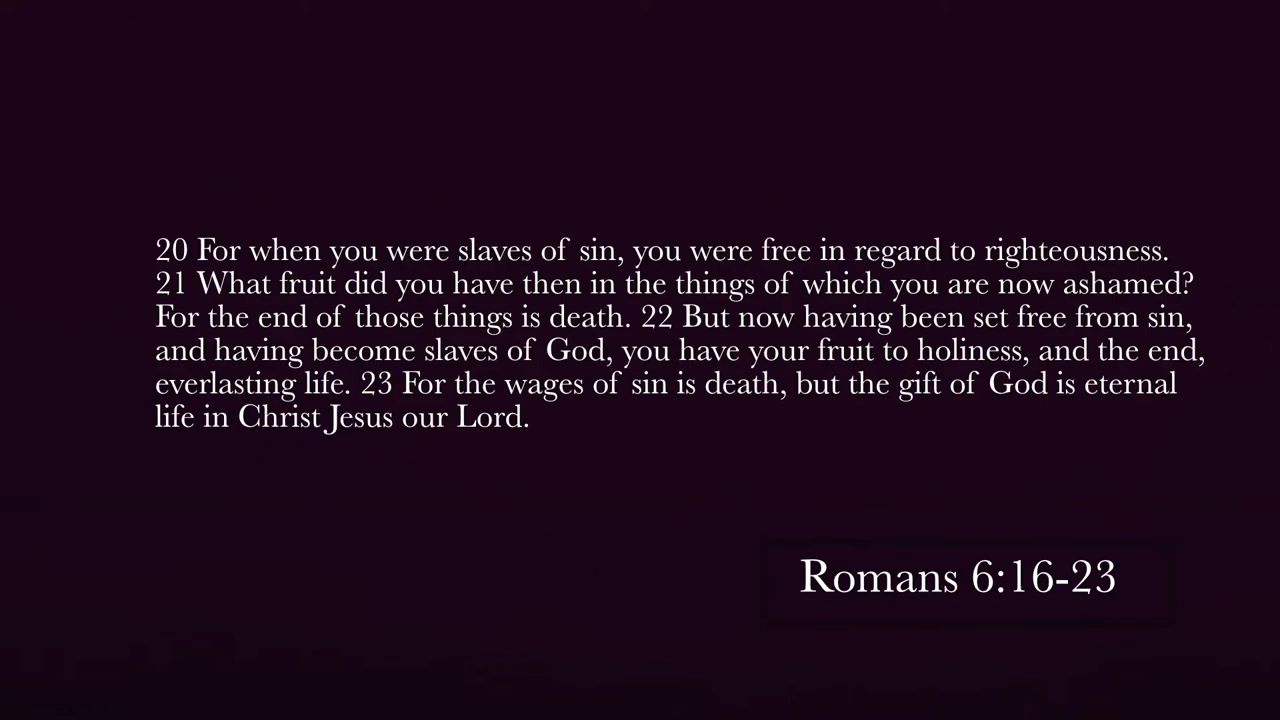 20 For when you were slaves of sin, you were free in regard to righteousness.
21 What fruit did you have then in the things of which you are now ashamed?
For the end of those things is death. 22 But now having been set free from sin,
and having become slaves of God, you have your fruit to holiness, and the end,
everlasting life. 23 For the wages of sin is death, but the gift of God is eternal
life in Christ Jesus our Lord.
Romans 6:16-23